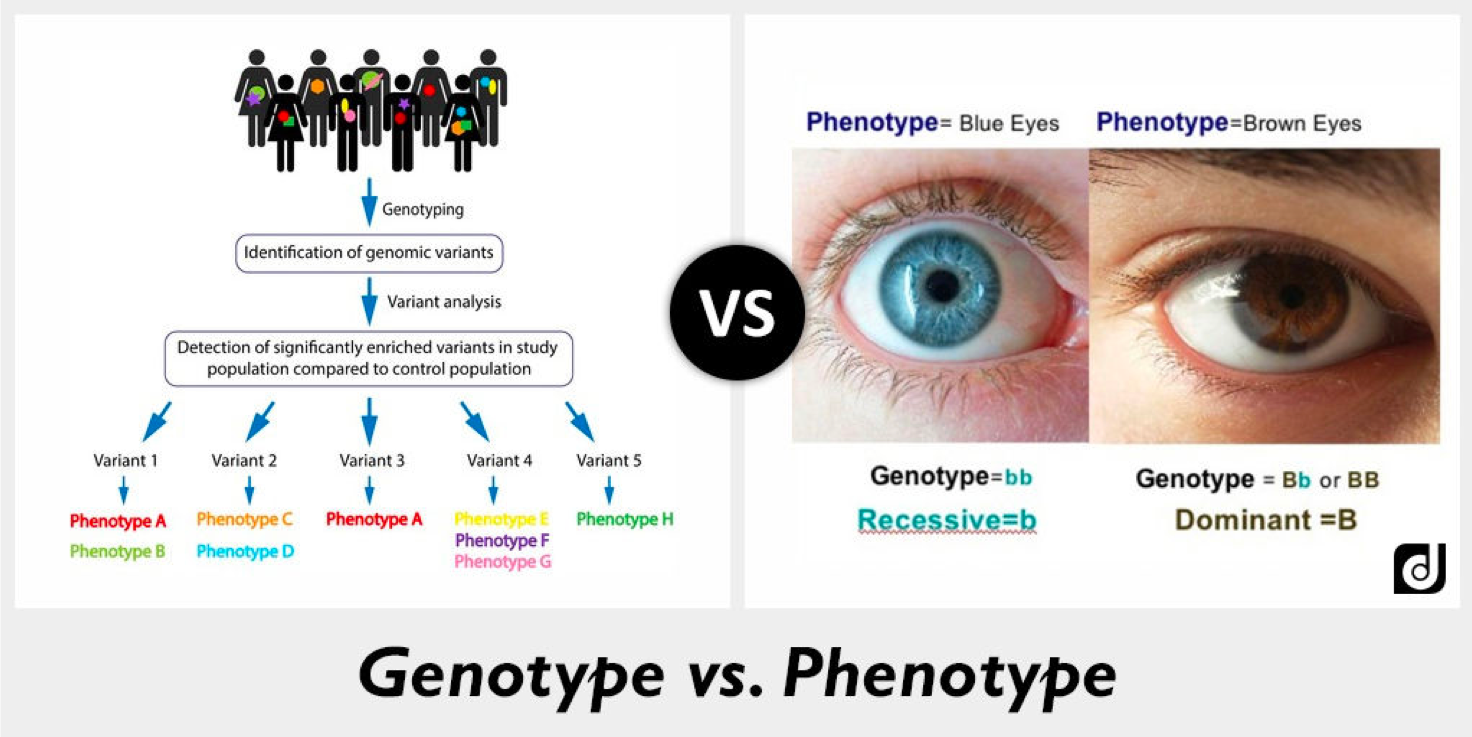 Genotyping
Identification of genomic variants
Variant analysis
Detection of significantly enriched variants in study
population compared to control population
Variant 1
Variant 2
Variant 3
Variant 4
Variant 5
Phenotype A
Phenotype B
Phenotype C
Phenotype D
Phenotype A
Phenotype E
Phenotype F
Phenotype G
Phenotype H
VS
Phenotype= Blue Eyes
Phenotype=Brown Eyes
Genotype=bb
Recessive=b
Genotype = Bb or BB
Dominant =B
d
Genotype vs. Phenotype